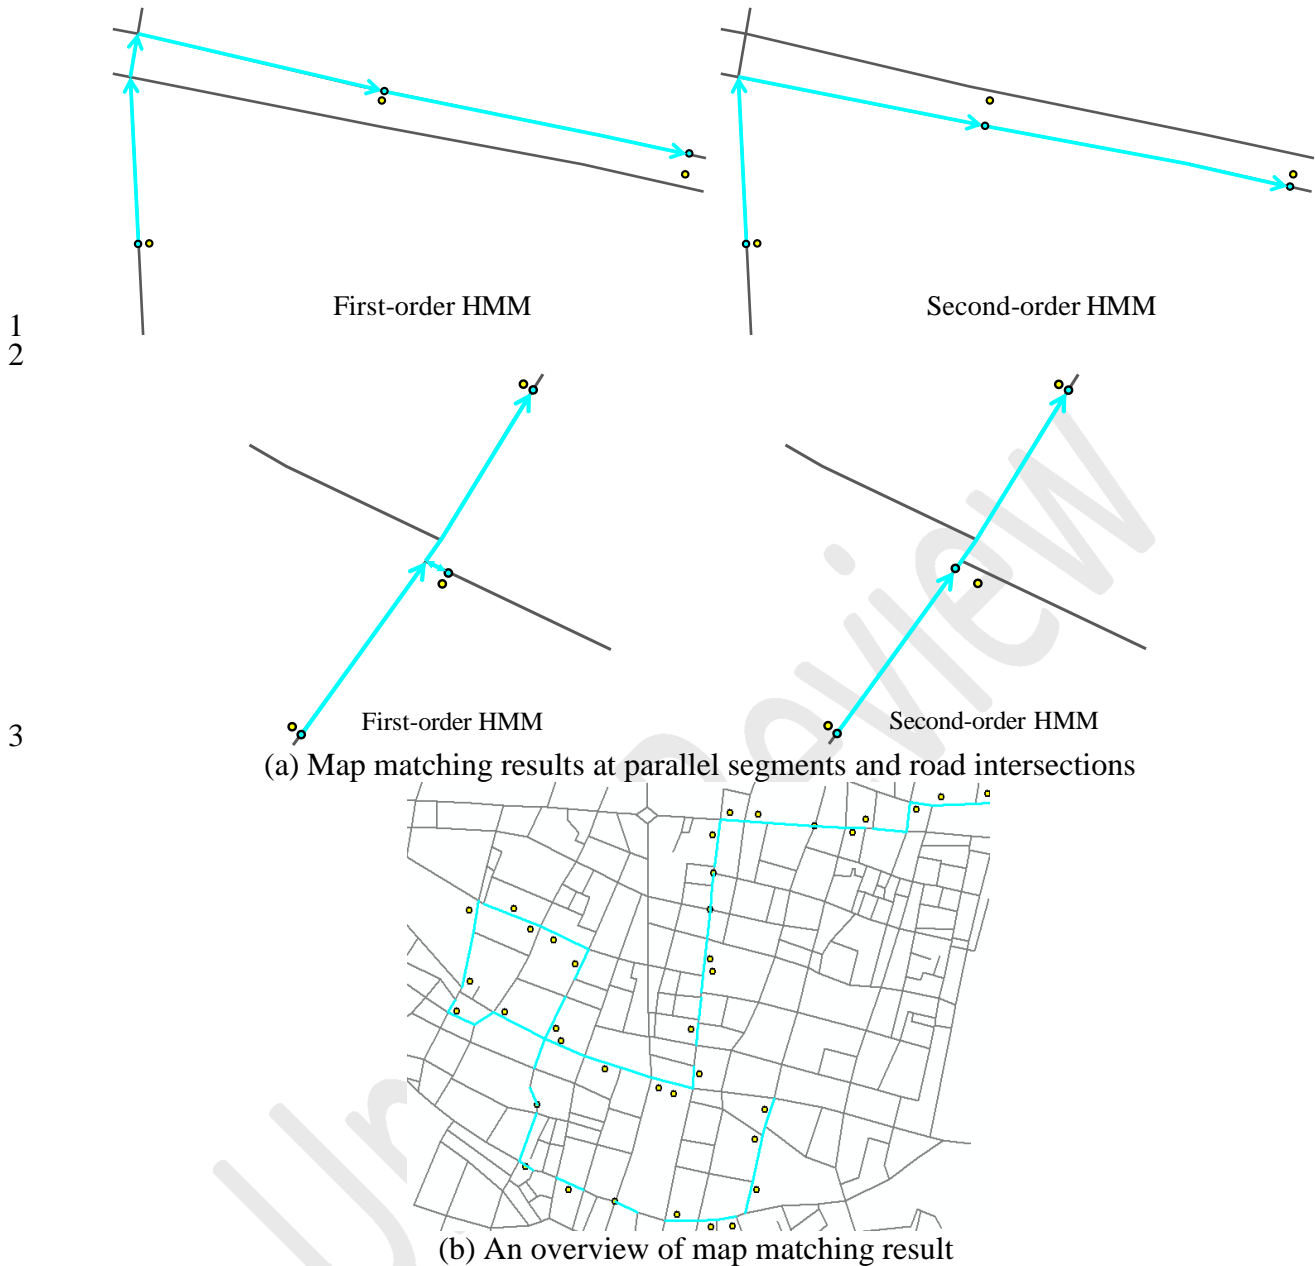 First-order HMM
Second-order HMM
1
2
First-order HMM
Second-order HMM
3
(a) Map matching results at parallel segments and road intersections
(b) An overview of map matching result